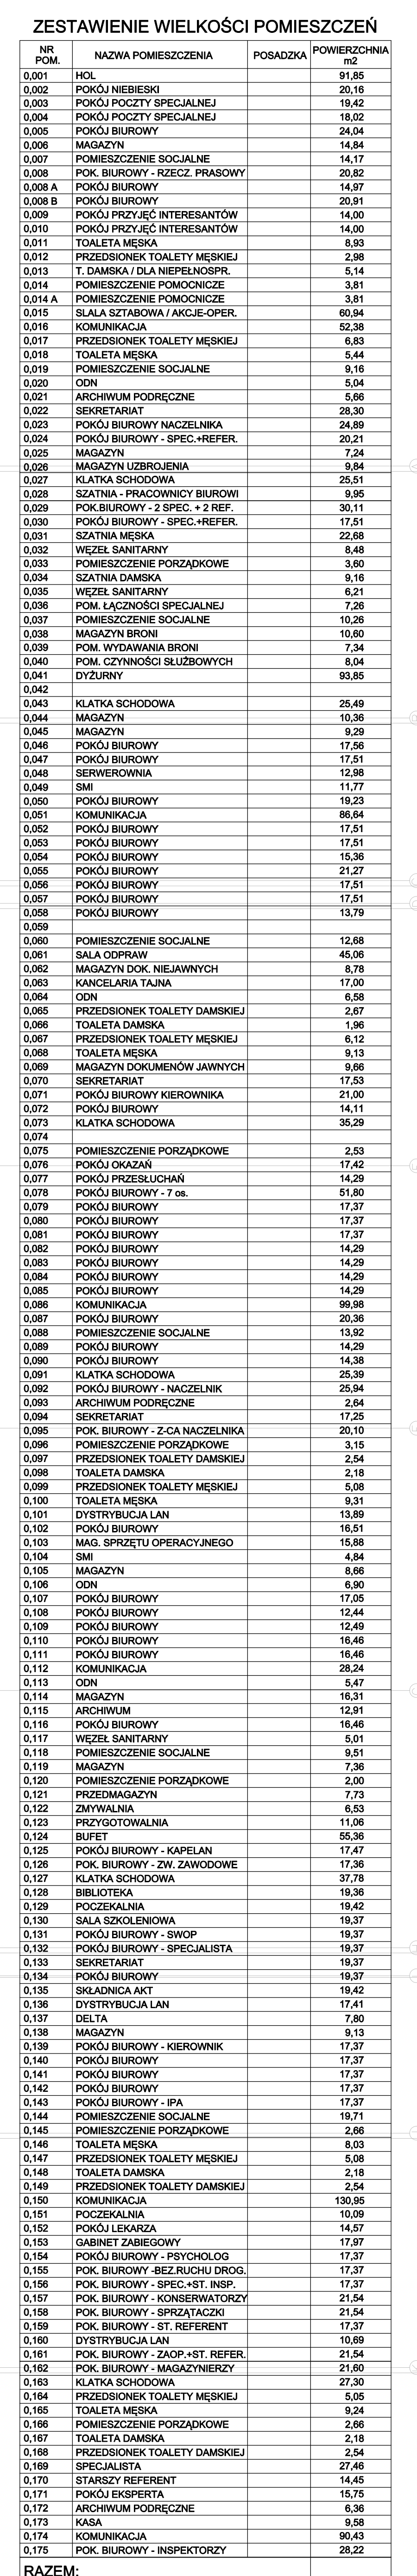 ZESTAWIENIE WIELKOŚCI POMIESZCZEŃ
NR POM. NAZWA POMIESZCZENIA POSADZKA POWIERZCHNIA m2
0,001 HOL 91,85
0,002 POKÓJ NIEBIESKI 20,16
0,003 POKÓJ POCZTY SPECJALNEJ 19,42
0,004 POKÓJ POCZTY SPECJALNEJ 18,02
0,005 POKÓJ BIUROWY 24,04
0,006 MAGAZYN 14,84
0,007 POMIESZCZENIE SOCJALNE 14,17
0,008 POK. BIUROWY - RZECZ. PRASOWY 20,82
0,008 A POKÓJ BIUROWY 14,97
0,008 B POKÓJ BIUROWY 20,91
0,009 POKÓJ PRZYJĘĆ INTERESANTÓW 14,00
0,010 POKÓJ PRZYJĘĆ INTERESANTÓW 14,00
0,011 TOALETA MĘSKA 8,93
0,012 PRZEDSIONEK TOALETY MĘSKIEJ 2,98
0,013 T. DAMSKA / DLA NIEPEŁNOSPR. 5,14
0,014 POMIESZCZENIE POMOCNICZE 3,81
0,014 A POMIESZCZENIE POMOCNICZE 3,81
0,015 SLALA SZTABOWA / AKCJE-OPER. 60,94
0,016 KOMUNIKACJA 52,38
0,017 PRZEDSIONEK TOALETY MĘSKIEJ 6,83
0,018 TOALETA MĘSKA 5,44
0,019 POMIESZCZENIE SOCJALNE 9,16
0,020 ODN 5,04
0,021 ARCHIWUM PODRĘCZNE 5,66
0,022 SEKRETARIAT 28,30
0,023 POKÓJ BIUROWY NACZELNIKA 24,89
0,024 POKÓJ BIUROWY - SPEC.+REFER. 20,21
0,025 MAGAZYN 7,24
0,026 MAGAZYN UZBROJENIA 9,84
0,027 KLATKA SCHODOWA 25,51
0,028 SZATNIA - PRACOWNICY BIUROWI 9,95
0,029 POK.BIUROWY - 2 SPEC. + 2 REF. 30,11
0,030 POKÓJ BIUROWY - SPEC.+REFER. 17,51
0,031 SZATNIA MĘSKA 22,68
0,032 WĘZEŁ SANITARNY 8,48
0,033 POMIESZCZENIE PORZĄDKOWE 3,60
0,034 SZATNIA DAMSKA 9,16
0,035 WĘZEŁ SANITARNY 6,21
0,036 POM. ŁĄCZNOŚCI SPECJALNEJ 7,26
0,037 POMIESZCZENIE SOCJALNE 10,26
0,038 MAGAZYN BRONI 10,60
0,039 POM. WYDAWANIA BRONI 7,34
0,040 POM. CZYNNOŚCI SŁUŻBOWYCH 8,04
0,041 DYŻURNY 93,85
0,042
0,043 KLATKA SCHODOWA 25,49
0,044 MAGAZYN 10,36
0,045 MAGAZYN 9,29
0,046 POKÓJ BIUROWY 17,56
0,047 POKÓJ BIUROWY 17,51
0,048 SERWEROWNIA 12,98
0,049 SMI 11,77
0,050 POKÓJ BIUROWY 19,23
0,051 KOMUNIKACJA 86,64
0,052 POKÓJ BIUROWY 17,51
0,053 POKÓJ BIUROWY 17,51
0,054 POKÓJ BIUROWY 15,36
0,055 POKÓJ BIUROWY 21,27
0,056 POKÓJ BIUROWY 17,51
0,057 POKÓJ BIUROWY 17,51
0,058 POKÓJ BIUROWY 13,79
0,059
0,060 POMIESZCZENIE SOCJALNE 12,68
0,061 SALA ODPRAW 45,06
0,062 MAGAZYN DOK. NIEJAWNYCH 8,78
0,063 KANCELARIA TAJNA 17,00
0,064 ODN 6,58
0,065 PRZEDSIONEK TOALETY DAMSKIEJ 2,67
0,066 TOALETA DAMSKA 1,96
0,067 PRZEDSIONEK TOALETY MĘSKIEJ 6,12
0,068 TOALETA MĘSKA 9,13
0,069 MAGAZYN DOKUMENÓW JAWNYCH 9,66
0,070 SEKRETARIAT 17,53
0,071 POKÓJ BIUROWY KIEROWNIKA 21,00
0,072 POKÓJ BIUROWY 14,11
0,073 KLATKA SCHODOWA 35,29
0,074
0,075 POMIESZCZENIE PORZĄDKOWE 2,53
0,076 POKÓJ OKAZAŃ 17,42
0,077 POKÓJ PRZESŁUCHAŃ 14,29
0,078 POKÓJ BIUROWY - 7 os. 51,80
0,079 POKÓJ BIUROWY 17,37
0,080 POKÓJ BIUROWY 17,37
0,081 POKÓJ BIUROWY 17,37
0,082 POKÓJ BIUROWY 14,29
0,083 POKÓJ BIUROWY 14,29
0,084 POKÓJ BIUROWY 14,29
0,085 POKÓJ BIUROWY 14,29
0,086 KOMUNIKACJA 99,98
0,087 POKÓJ BIUROWY 20,36
0,088 POMIESZCZENIE SOCJALNE 13,92
0,089 POKÓJ BIUROWY 14,29
0,090 POKÓJ BIUROWY 14,38
0,091 KLATKA SCHODOWA 25,39
0,092 POKÓJ BIUROWY - NACZELNIK 25,94
0,093 ARCHIWUM PODRĘCZNE 2,64
0,094 SEKRETARIAT 17,25
0,095 POK. BIUROWY - Z-CA NACZELNIKA 20,10
0,096 POMIESZCZENIE PORZĄDKOWE 3,15
0,097 PRZEDSIONEK TOALETY DAMSKIEJ 2,54
0,098 TOALETA DAMSKA 2,18
0,099 PRZEDSIONEK TOALETY MĘSKIEJ 5,08
0,100 TOALETA MĘSKA 9,31
0,101 DYSTRYBUCJA LAN 13,89
0,102 POKÓJ BIUROWY 16,51
0,103 MAG. SPRZĘTU OPERACYJNEGO 15,88
0,104 SMI 4,84
0,105 MAGAZYN 8,66
0,106 ODN 6,90
0,107 POKÓJ BIUROWY 17,05
0,108 POKÓJ BIUROWY 12,44
0,109 POKÓJ BIUROWY 12,49
0,110 POKÓJ BIUROWY 16,46
0,111 POKÓJ BIUROWY 16,46
0,112 KOMUNIKACJA 28,24
0,113 ODN 5,47
0,114 MAGAZYN 16,31
0,115 ARCHIWUM 12,91
0,116 POKÓJ BIUROWY 16,46
0,117 WĘZEŁ SANITARNY 5,01
0,118 POMIESZCZENIE SOCJALNE 9,51
0,119 MAGAZYN 7,36
0,120 POMIESZCZENIE PORZĄDKOWE 2,00
0,121 PRZEDMAGAZYN 7,73
0,122 ZMYWALNIA 6,53
0,123 PRZYGOTOWALNIA 11,06
0,124 BUFET 55,36
0,125 POKÓJ BIUROWY - KAPELAN 17,47
0,126 POK. BIUROWY - ZW. ZAWODOWE 17,36
0,127 KLATKA SCHODOWA 37,78
0,128 BIBLIOTEKA 19,36
0,129 POCZEKALNIA 19,42
0,130 SALA SZKOLENIOWA 19,37
0,131 POKÓJ BIUROWY - SWOP 19,37
0,132 POKÓJ BIUROWY - SPECJALISTA 19,37
0,133 SEKRETARIAT 19,37
0,134 POKÓJ BIUROWY 19,37
0,135 SKŁADNICA AKT 19,42
0,136 DYSTRYBUCJA LAN 17,41
0,137 DELTA 7,80
0,138 MAGAZYN 9,13
0,139 POKÓJ BIUROWY - KIEROWNIK 17,37
0,140 POKÓJ BIUROWY 17,37
0,141 POKÓJ BIUROWY 17,37
0,142 POKÓJ BIUROWY 17,37
0,143 POKÓJ BIUROWY - IPA 17,37
0,144 POMIESZCZENIE SOCJALNE 19,71
0,145 POMIESZCZENIE PORZĄDKOWE 2,66
0,146 TOALETA MĘSKA 8,03
0,147 PRZEDSIONEK TOALETY MĘSKIEJ 5,08
0,148 TOALETA DAMSKA 2,18
0,149 PRZEDSIONEK TOALETY DAMSKIEJ 2,54
0,150 KOMUNIKACJA 130,95
0,151 POCZEKALNIA 10,09
0,152 POKÓJ LEKARZA 14,57
0,153 GABINET ZABIEGOWY 17,97
0,154 POKÓJ BIUROWY - PSYCHOLOG 17,37
0,155 POK. BIUROWY -BEZ.RUCHU DROG. 17,37
0,156 POK. BIUROWY - SPEC.+ST. INSP. 17,37
0,157 POK. BIUROWY - KONSERWATORZY 21,54
0,158 POK. BIUROWY - SPRZĄTACZKI 21,54
0,159 POK. BIUROWY - ST. REFERENT 17,37
0,160 DYSTRYBUCJA LAN 10,69
0,161 POK. BIUROWY - ZAOP.+ST. REFER. 21,54
0,162 POK. BIUROWY - MAGAZYNIERZY 21,60
0,163 KLATKA SCHODOWA 27,30
0,164 PRZEDSIONEK TOALETY MĘSKIEJ 5,05
0,165 TOALETA MĘSKA 9,24
0,166 POMIESZCZENIE PORZĄDKOWE 2,66
0,167 TOALETA DAMSKA 2,18
0,168 PRZEDSIONEK TOALETY DAMSKIEJ 2,54
0,169 SPECJALISTA 27,46
0,170 STARSZY REFERENT 14,45
0,171 POKÓJ EKSPERTA 15,75
0,172 ARCHIWUM PODRĘCZNE 6,36
0,173 KASA 9,58
0,174 KOMUNIKACJA 90,43
0,175 POK. BIUROWY - INSPEKTORZY 28,22
RAZEM: